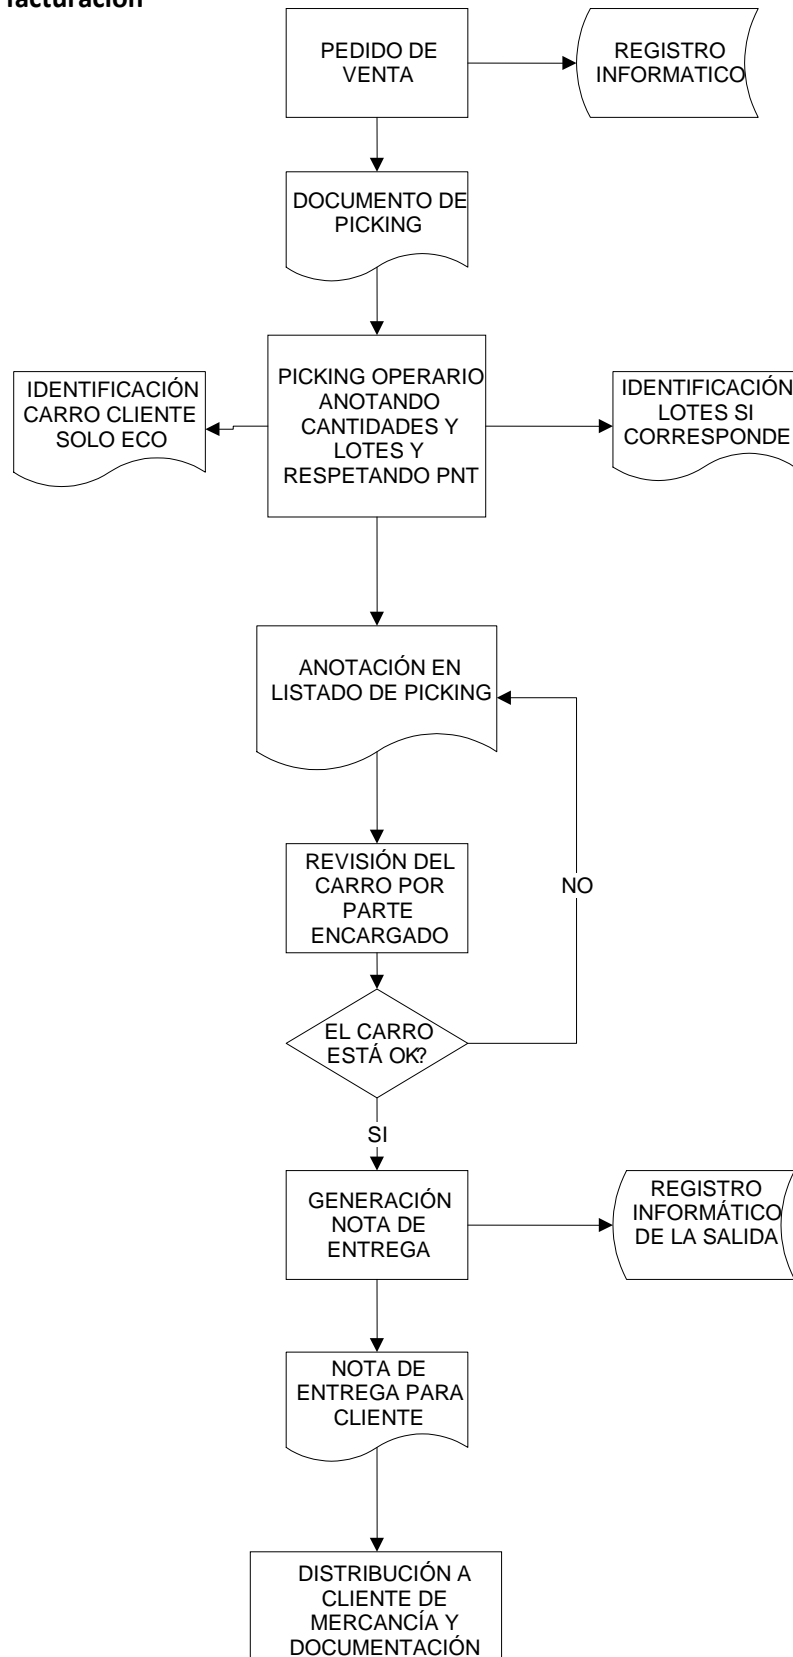 facturación
PEDIDO DE
VENTA
REGISTRO
INFORMATICO
DOCUMENTO DE
PICKING
IDENTIFICACIÓN
CARRO CLIENTE
SOLO ECO
PICKING OPERARIO
ANOTANDO
CANTIDADES Y
LOTES Y
RESPETANDO PNT
IDENTIFICACIÓN
LOTES SI
CORRESPONDE
ANOTACIÓN EN
LISTADO DE PICKING
REVISIÓN DEL
CARRO POR
PARTE
ENCARGADO
NO
EL CARRO
ESTÁ OK?
SI
GENERACIÓN
NOTA DE
ENTREGA
REGISTRO
INFORMÁTICO
DE LA SALIDA
NOTA DE
ENTREGA PARA
CLIENTE
DISTRIBUCIÓN A
CLIENTE DE
MERCANCÍA Y
DOCUMENTACIÓN